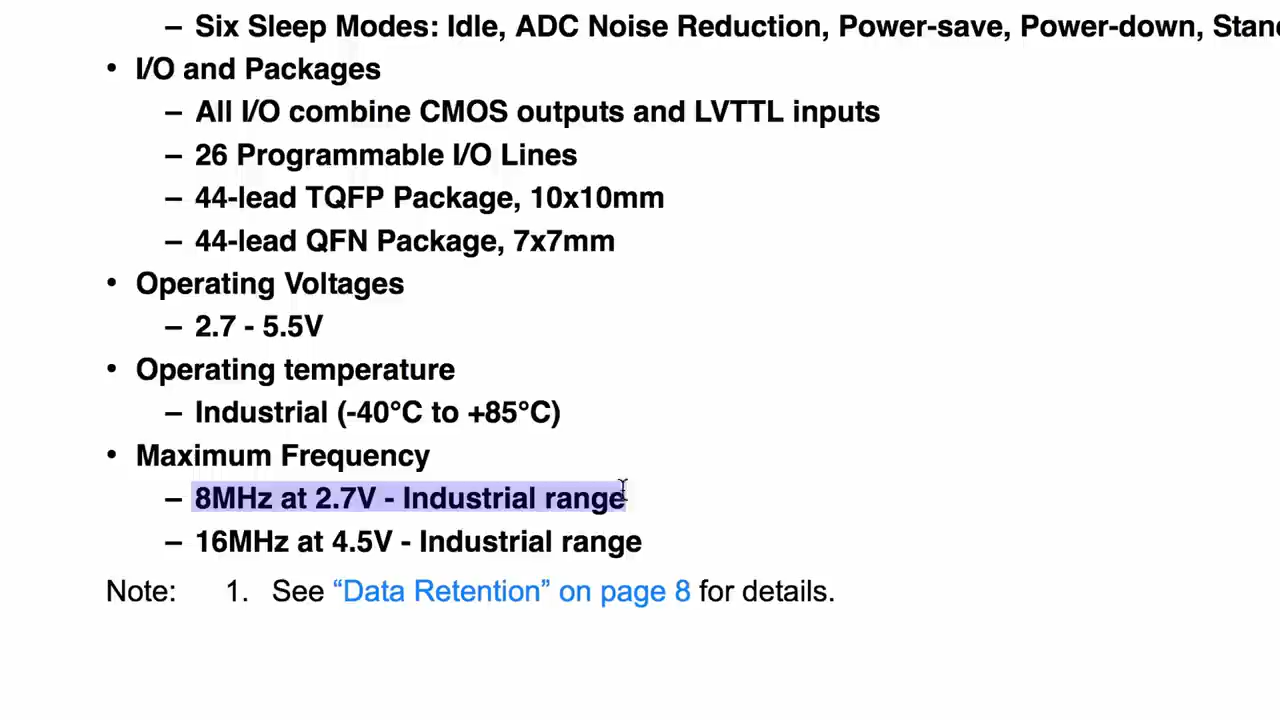 – Six Sleep Modes: Idle, ADC Noise Reduction, Power-save, Power-down,
• I/O and Packages
– All I/O combine CMOS outputs and LVTTL inputs
– 26 Programmable I/O Lines
– 44-lead TQFP Package, 10x10mm
– 44-lead QFN Package, 7x7mm
• Operating Voltages
– 2.7 - 5.5V
• Operating temperature
– Industrial (-40°C to +85°C)
• Maximum Frequency
– 8MHz at 2.7V - Industrial range
– 16MHz at 4.5V - Industrial range
Note: 1. See “Data Retention” on page 8 for details.